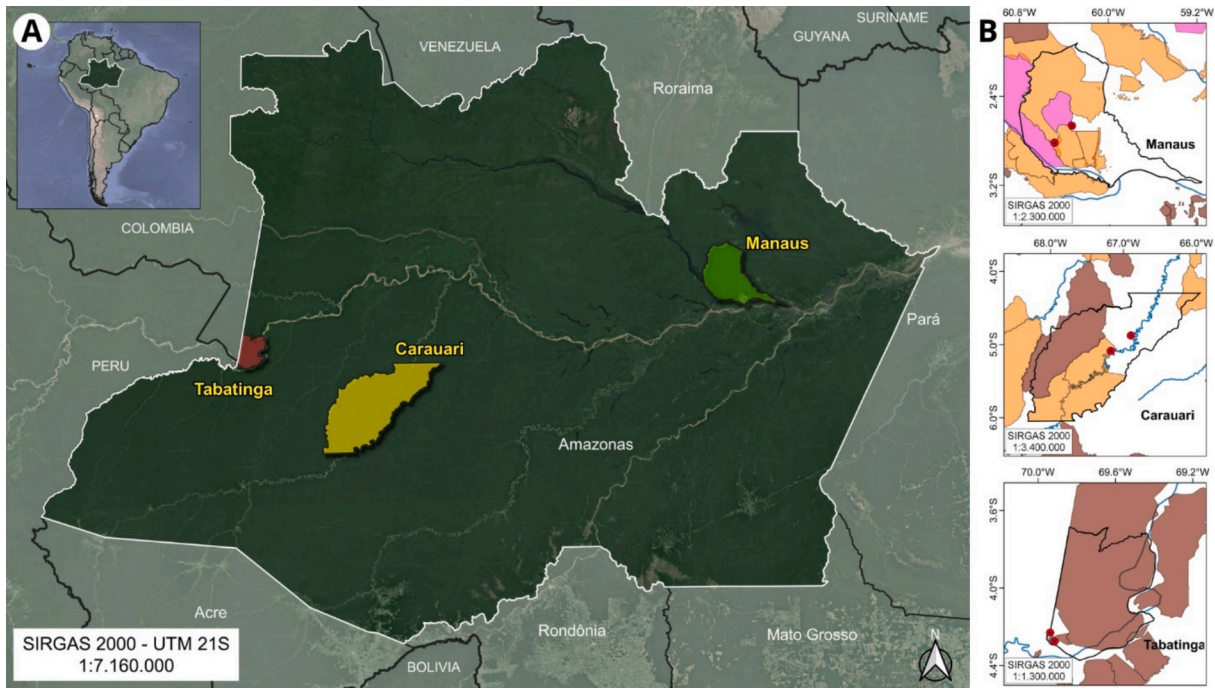 A
VENEZUELA
SURINAME
GUYANA
Roraima
COLOMBIA
Manaus
Pará
PERU
Carauari
Tabatinga
Amazonas
Acre
Rondônia
Mato Grosso
BOLIVIA
N
SIRGAS 2000 - UTM 21S
1:7.160.000
B
60.8°W 60.0°W 59.2°W
2.4°S
3.2°S
Manaus
SIRGAS 2000
1:2.300.000
68.0°W 67.0°W 66.0°W
4.0°S
5.0°S
6.0°S
Carauari
SIRGAS 2000
1:3.400.000
70.0°W 69.6°W 69.2°W
3.6°S
4.0°S
4.4°S
Tabatinga
SIRGAS 2000
1:1.300.000